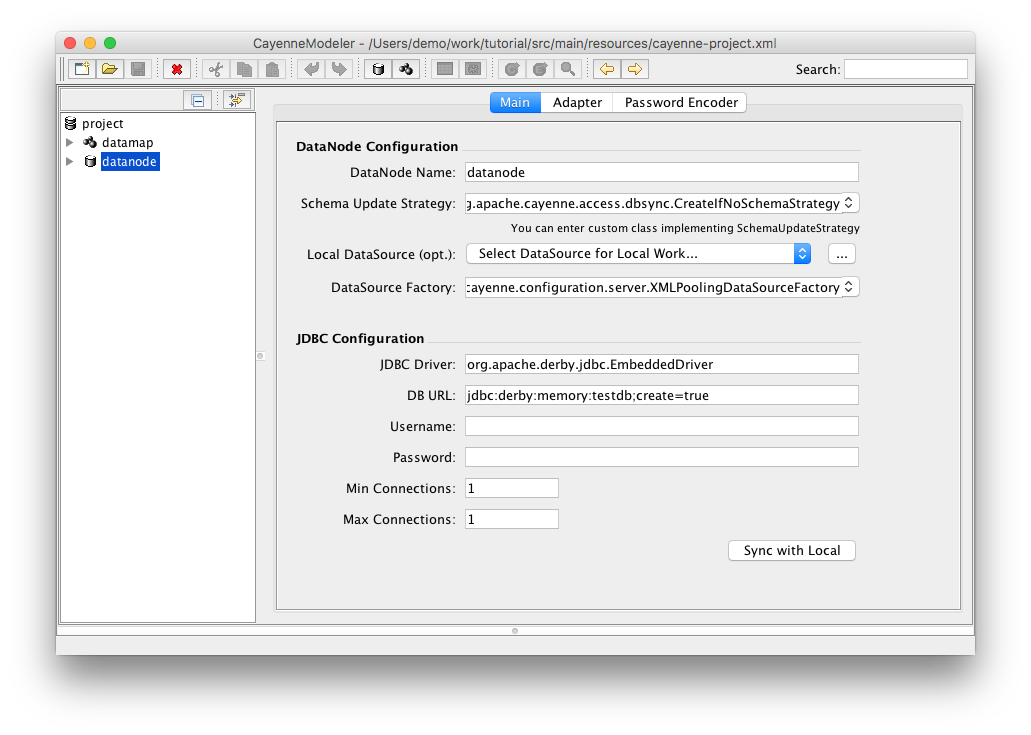 CayenneModeler - /Users/demo/work/tutorial/src/main/resources/cayenne-project.xml
Search:
project
datamap
datanode
Main Adapter Password Encoder
DataNode Configuration
DataNode Name: datanode
Schema Update Strategy: g.apache.cayenne.access.dbsync.CreateIfNoSchemaStrategy
You can enter custom class implementing SchemaUpdateStrategy
Local DataSource (opt.): Select DataSource for Local Work... ...
DataSource Factory: cayenne.configuration.server.XMLPoolingDataSourceFactory
JDBC Configuration
JDBC Driver: org.apache.derby.jdbc.EmbeddedDriver
DB URL: jdbc:derby:memory:testdb;create=true
Username:
Password:
Min Connections: 1
Max Connections: 1
Sync with Local